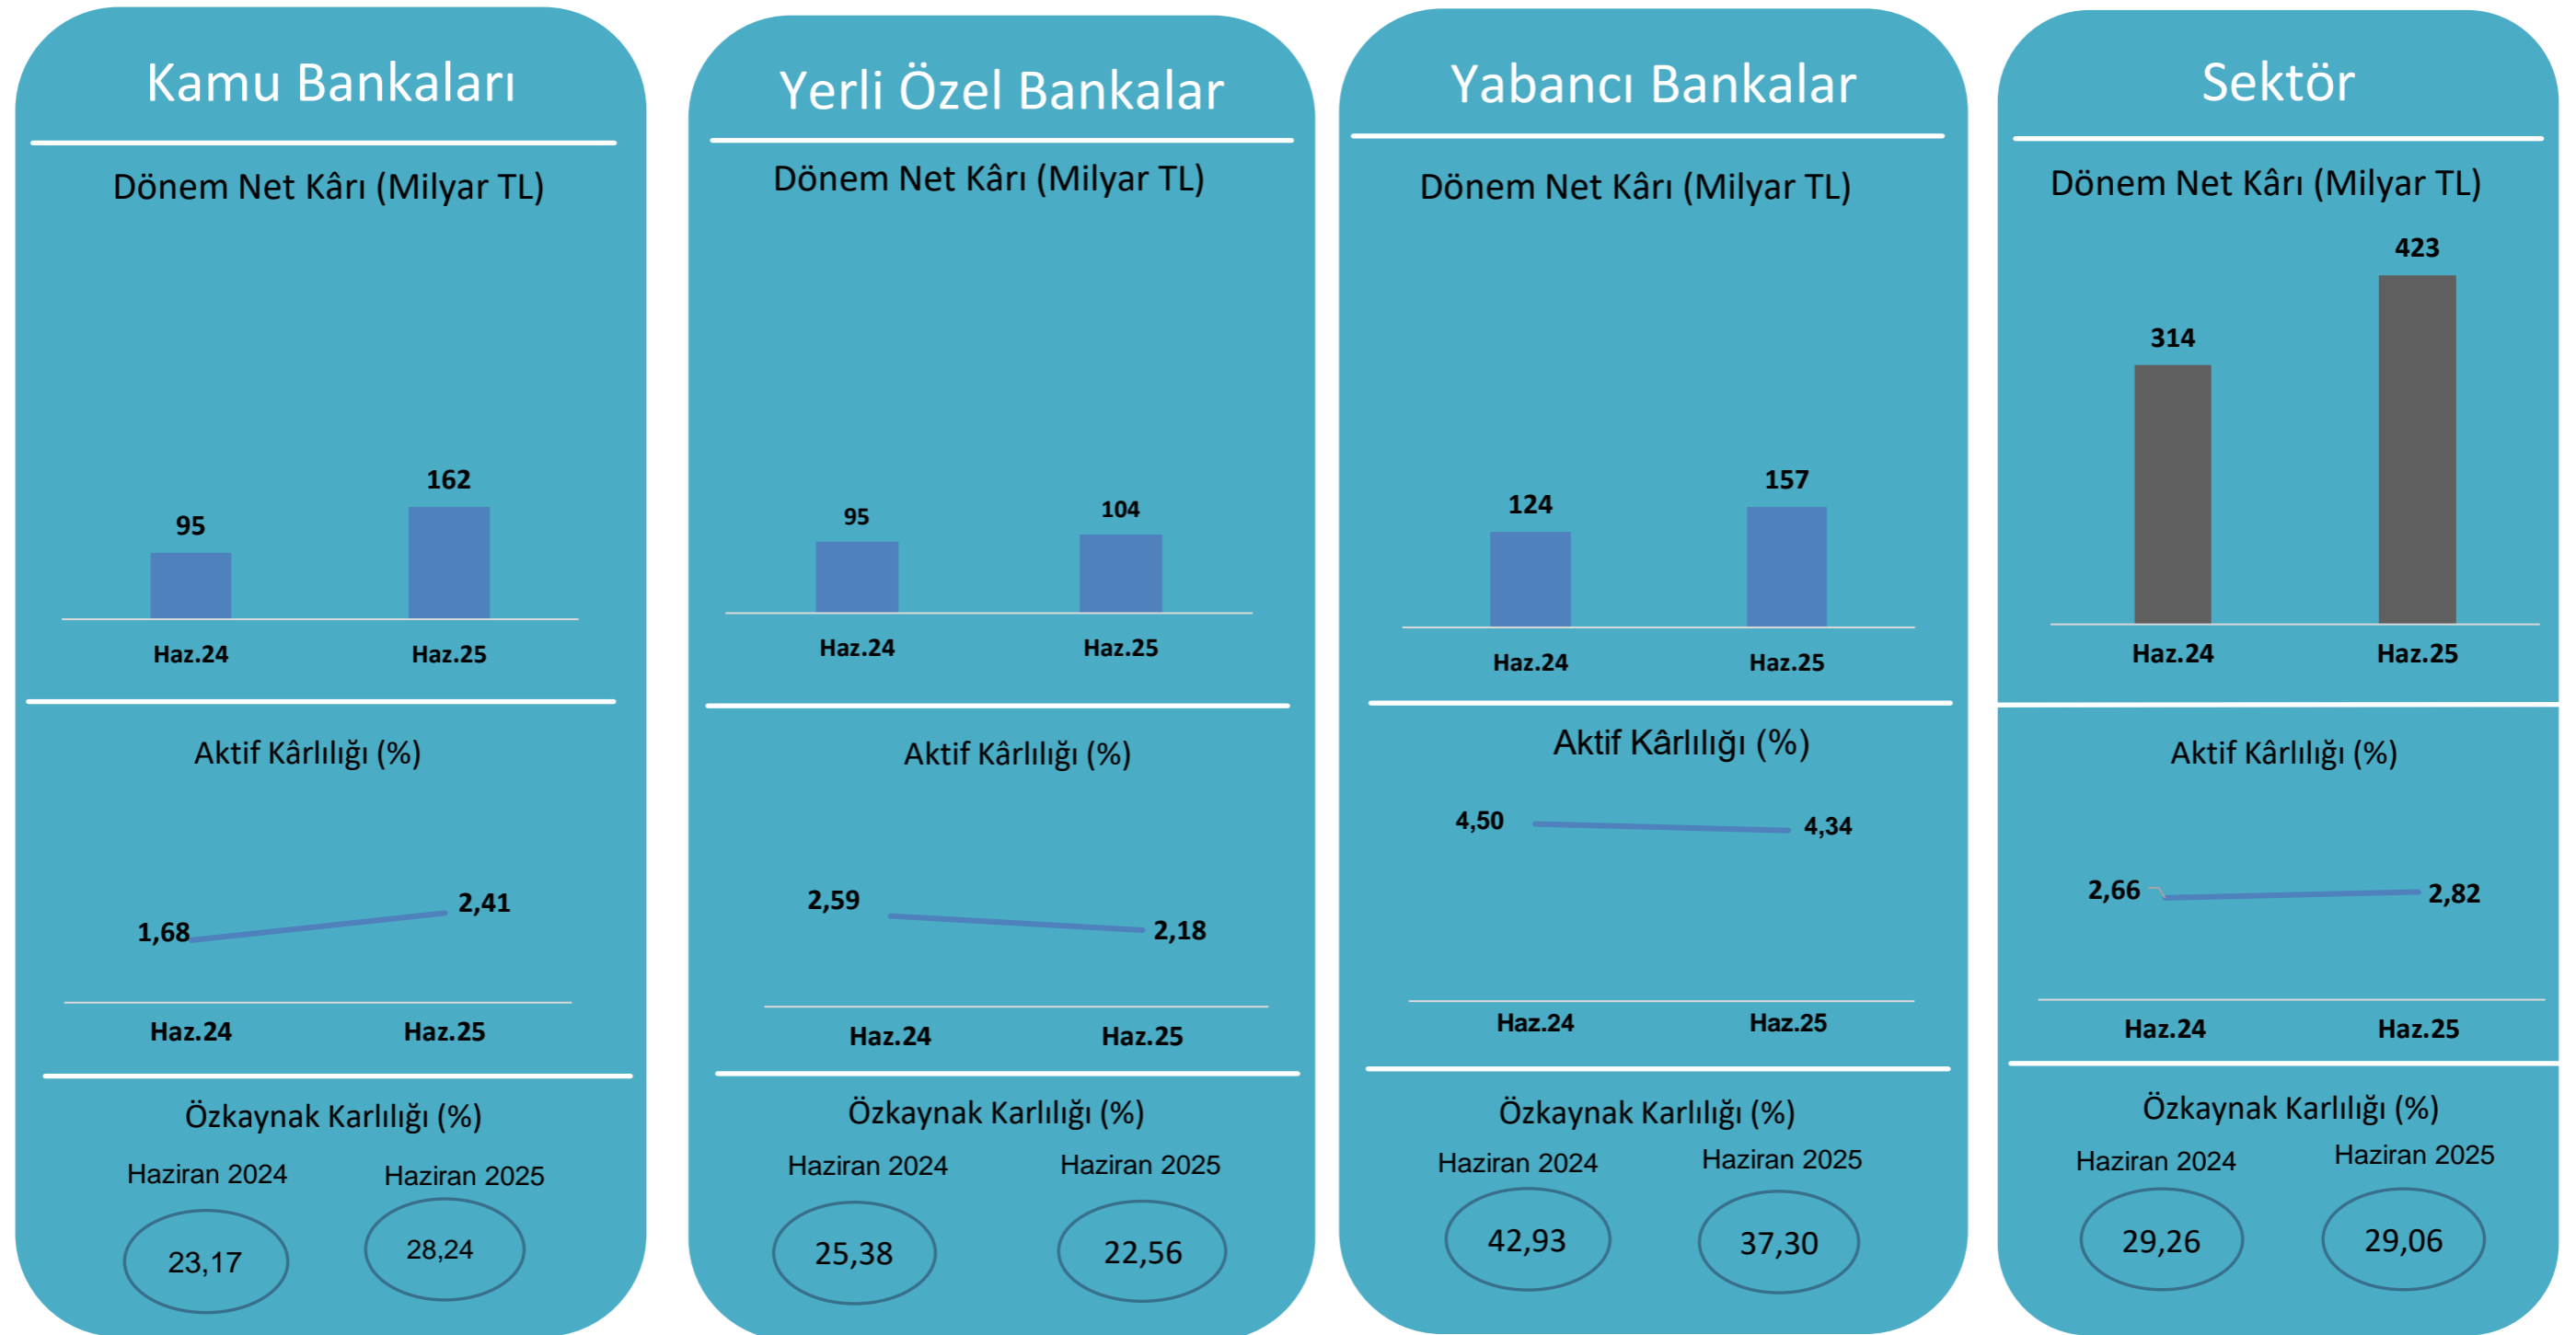 Kamu Bankaları
Dönem Net Kârı (Milyar TL)
162
95
Haz.24 Haz.25
Aktif Kârlılığı (%)
2,41
1,68
Haz.24 Haz.25
Özkaynak Karlılığı (%)
Haziran 2024 Haziran 2025
23,17 28,24
Yerli Özel Bankalar
Dönem Net Kârı (Milyar TL)
95 104
Haz.24 Haz.25
Aktif Kârlılığı (%)
2,59
2,18
Haz.24 Haz.25
Özkaynak Karlılığı (%)
Haziran 2024 Haziran 2025
25,38 22,56
Yabancı Bankalar
Dönem Net Kârı (Milyar TL)
157
124
Haz.24 Haz.25
Aktif Kârlılığı (%)
4,50 4,34
Haz.24 Haz.25
Özkaynak Karlılığı (%)
Haziran 2024 Haziran 2025
42,93 37,30
Sektör
Dönem Net Kârı (Milyar TL)
423
314
Haz.24 Haz.25
Aktif Kârlılığı (%)
2,66 2,82
Haz.24 Haz.25
Özkaynak Karlılığı (%)
Haziran 2024 Haziran 2025
29,26 29,06